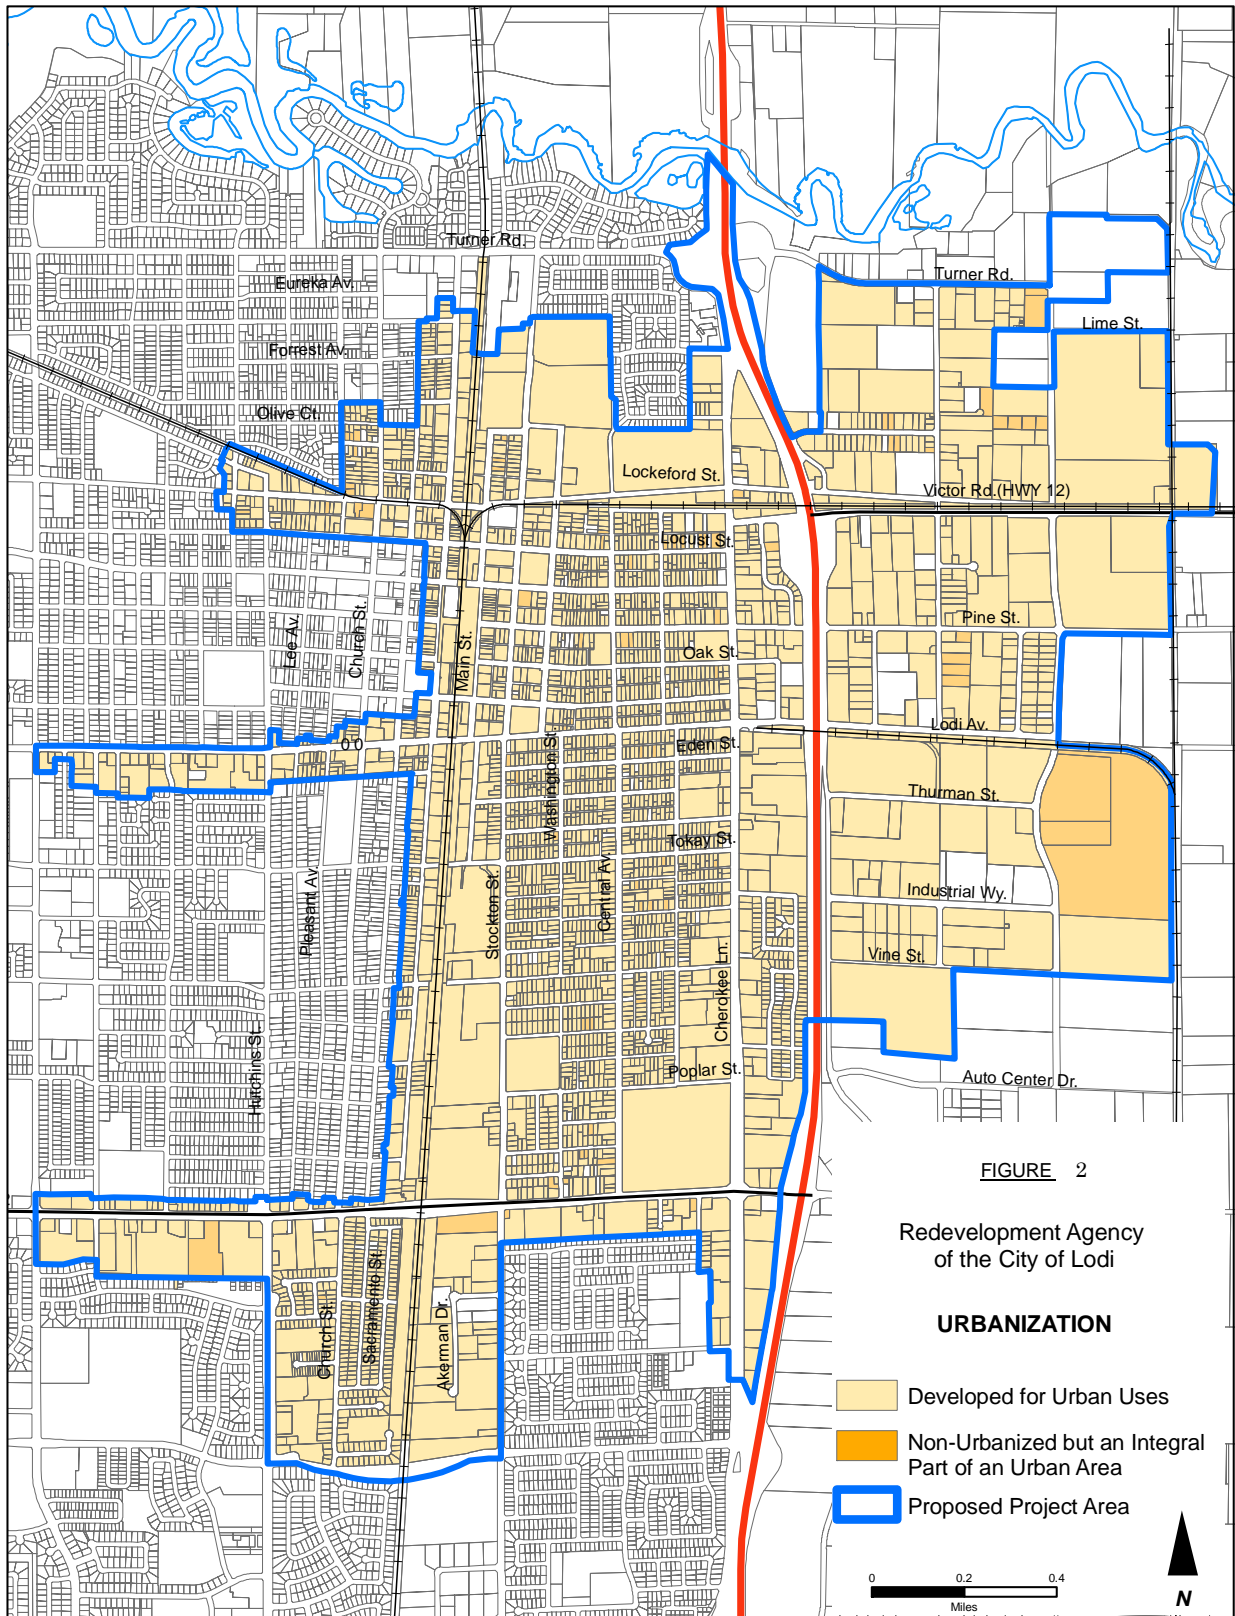 Turner Rd.
Eureka Av.
Turner Rd.
Lime St.
Forrest Av.
Olive Ct.
Lockeford St.
Victor Rd.(HWY 12)
Locust St.
Pine St.
Lee Av.
Church St.
Main St.
Oak St.
Lodi Av.
00
Eden St.
Washington St.
Thurman St.
Tokay St.
Central Av.
Industrial Wy.
Pleasant Av.
Stockton St.
Cherokee Ln.
Vine St.
Hutchins St.
Poplar St.
Auto Center Dr.
Church St.
Sacramento St.
Akerman Dr.
FIGURE 2
Redevelopment Agency
of the City of Lodi
URBANIZATION
Developed for Urban Uses
Non-Urbanized but an Integral
Part of an Urban Area
Proposed Project Area
0 0.2 0.4
Miles
N